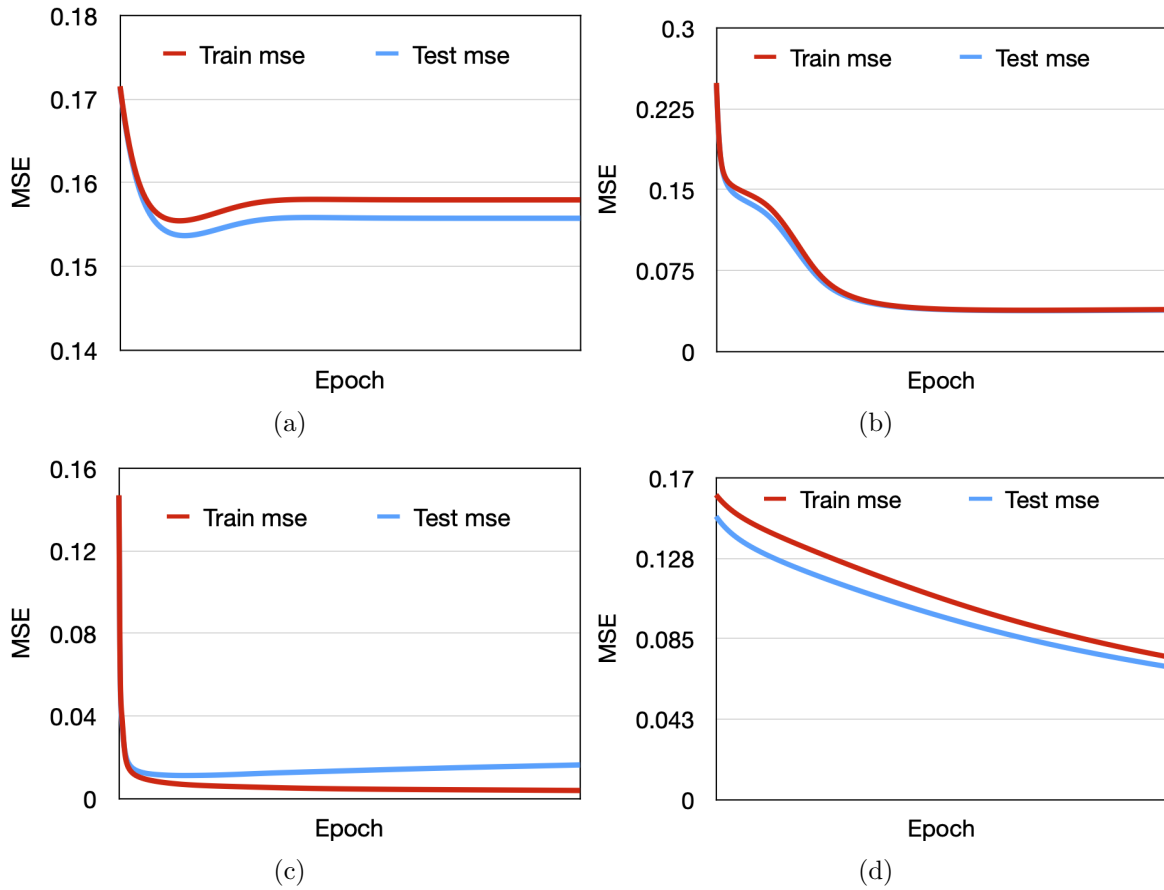 0.18
Train mse Test mse
0.17
MSE
0.16
0.15
0.14
Epoch
(a)
0.3
Train mse Test mse
0.225
MSE
0.15
0.075
0
Epoch
(b)
0.16
Train mse Test mse
0.12
MSE
0.08
0.04
0
Epoch
(c)
0.17
Train mse Test mse
0.128
MSE
0.085
0.043
0
Epoch
(d)